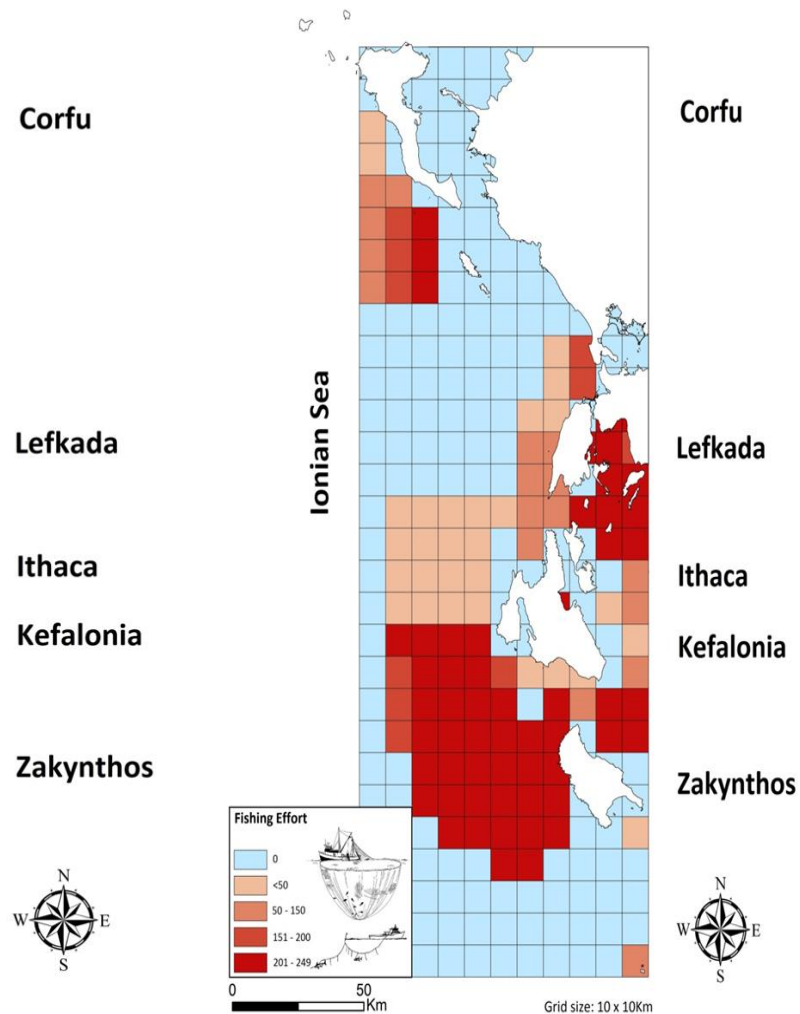 Corfu
Corfu
Ionian Sea
Lefkada
Lefkada
Ithaca
Ithaca
Kefalonia
Kefalonia
Zakynthos
Zakynthos
Fishing Effort
0
<50
50 - 150
151 - 200
201 - 249
N
W E
S
N
W E
S
0 50
Km
Grid size: 10 x 10Km